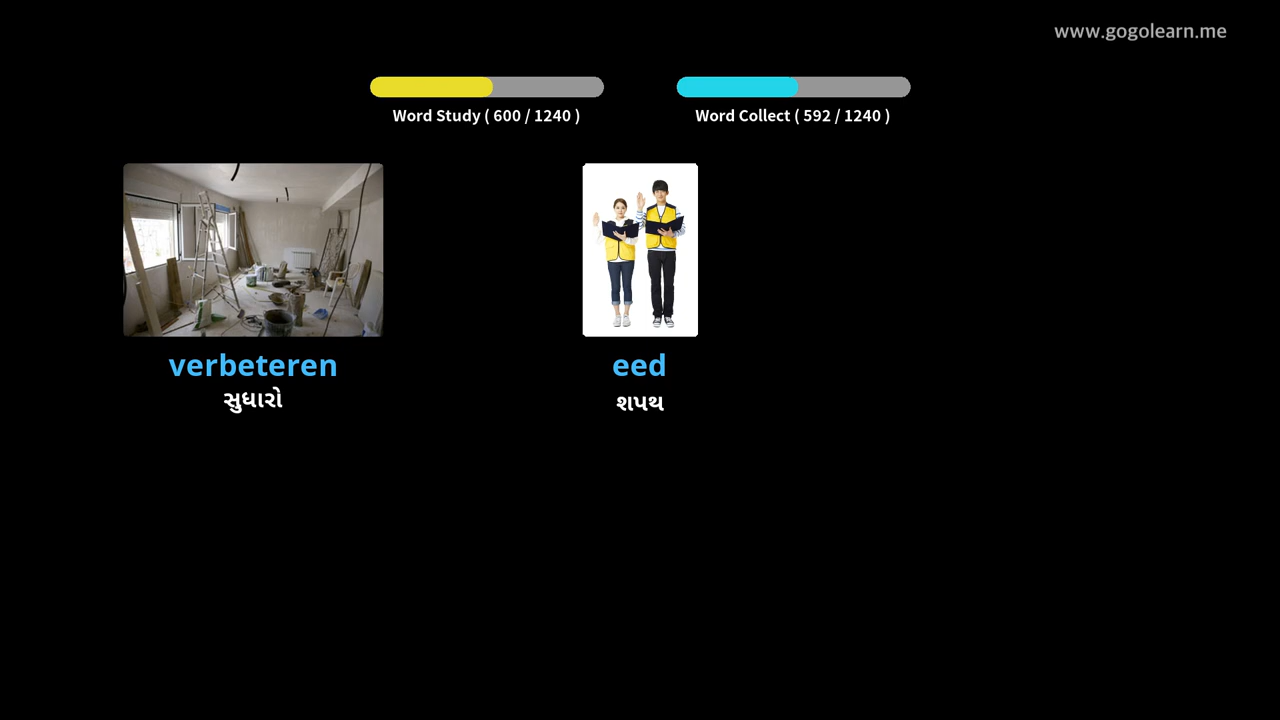 www.gogolearn.me
Word Study ( 600 / 1240 )
Word Collect ( 592 / 1240 )
verbeteren
સુધારો
eed
શપથ